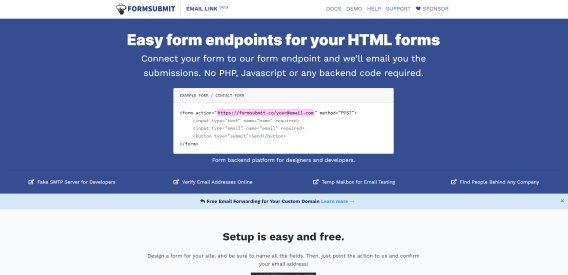 FORMSUBMIT EMAIL LINK Beta DOCS DEMO HELP SUPPORT SPONSOR
Easy form endpoints for your HTML forms
Connect your form to our form endpoint and we'll email you the
submissions. No PHP, Javascript or any backend code required.
EXAMPLE FORM / CONTACT FORM
<form action="https://formsubmit.co/your@email.com" method="POST">
<input type="text" name="name" required>
<input type="email" name="email" required>
<button type="submit">Send</button>
</form>
Form backend platform for designers and developers.
Fake SMTP Server for Developers Verify Email Addresses Online Temp Mailbox for Email Testing Find People Behind Any Company
Free Email Forwarding for Your Custom Domain Learn more →
Setup is easy and free.
Design a form for your site, and be sure to name all the fields. Then, just point the action to us and confirm
your email address!